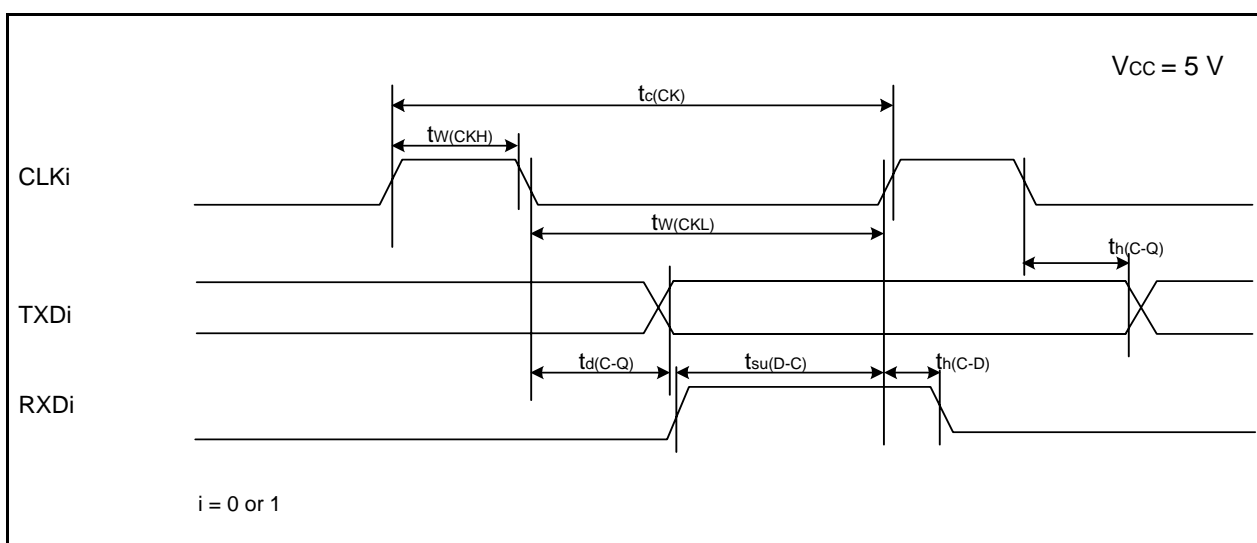 VCC = 5 V
tc(CK)
tW(CKH)
CLKi
tW(CKL)
th(C-Q)
TXDi
td(C-Q)
tsu(D-C)
th(C-D)
RXDi
i = 0 or 1